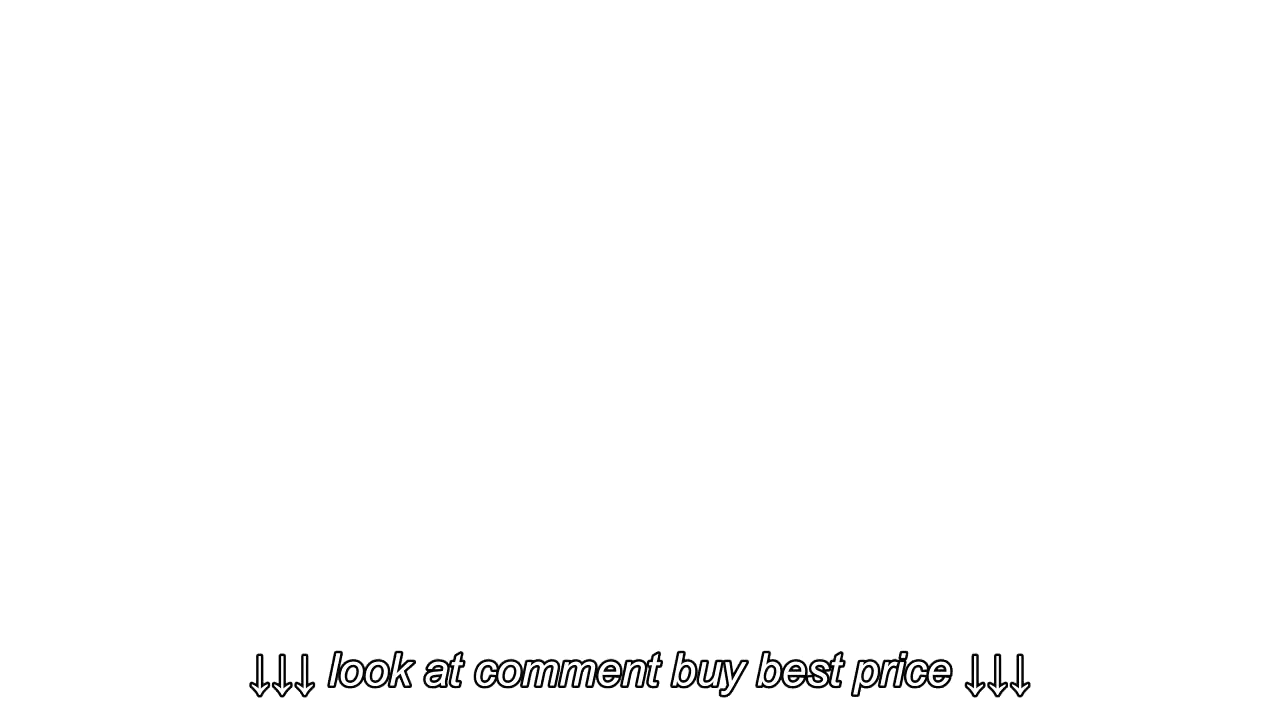 ↓↓↓ look at comment buy best price ↓↓↓